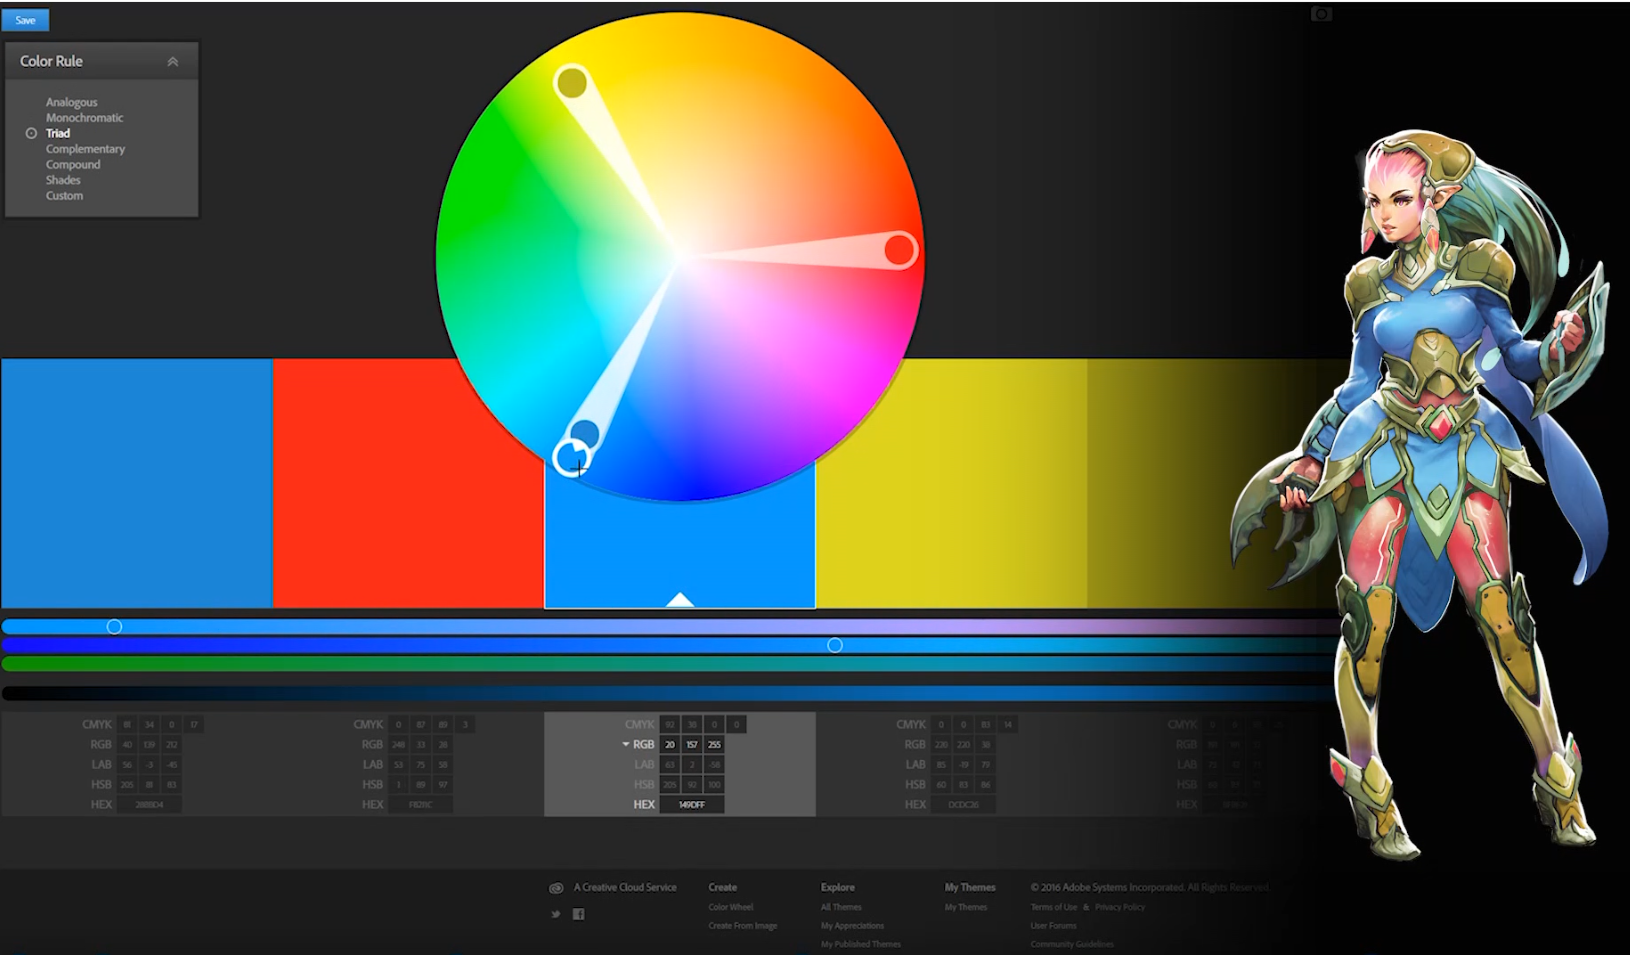 Save
Color Rule
Analogous
Monochromatic
Triad
Complementary
Compound
Shades
Custom
CMYK 81 34 0 17
RGB 40 139 212
LAB 56 -3 -45
HSB 205 81 83
HEX 288BD4
CMYK 0 87 89 3
RGB 248 33 28
LAB 53 75 58
HSB 1 89 97
HEX F8211C
CMYK 92 38 0 0
RGB 20 157 255
LAB 63 2 -58
HSB 205 92 100
HEX 149DFF
CMYK 0 0 83 14
RGB 220 220 38
LAB 85 -19 79
HSB 60 83 86
HEX DCDC26
CMYK
RGB
LAB
HSB
HEX
A Creative Cloud Service
Create
Color Wheel
Create From Image
Explore
All Themes
My Appreciations
My Published Themes
My Themes
My Themes
© 2016 Adobe Systems Incorporated. All Rights Reserved.
Terms of Use & Privacy Policy
User Forums
Community Guidelines